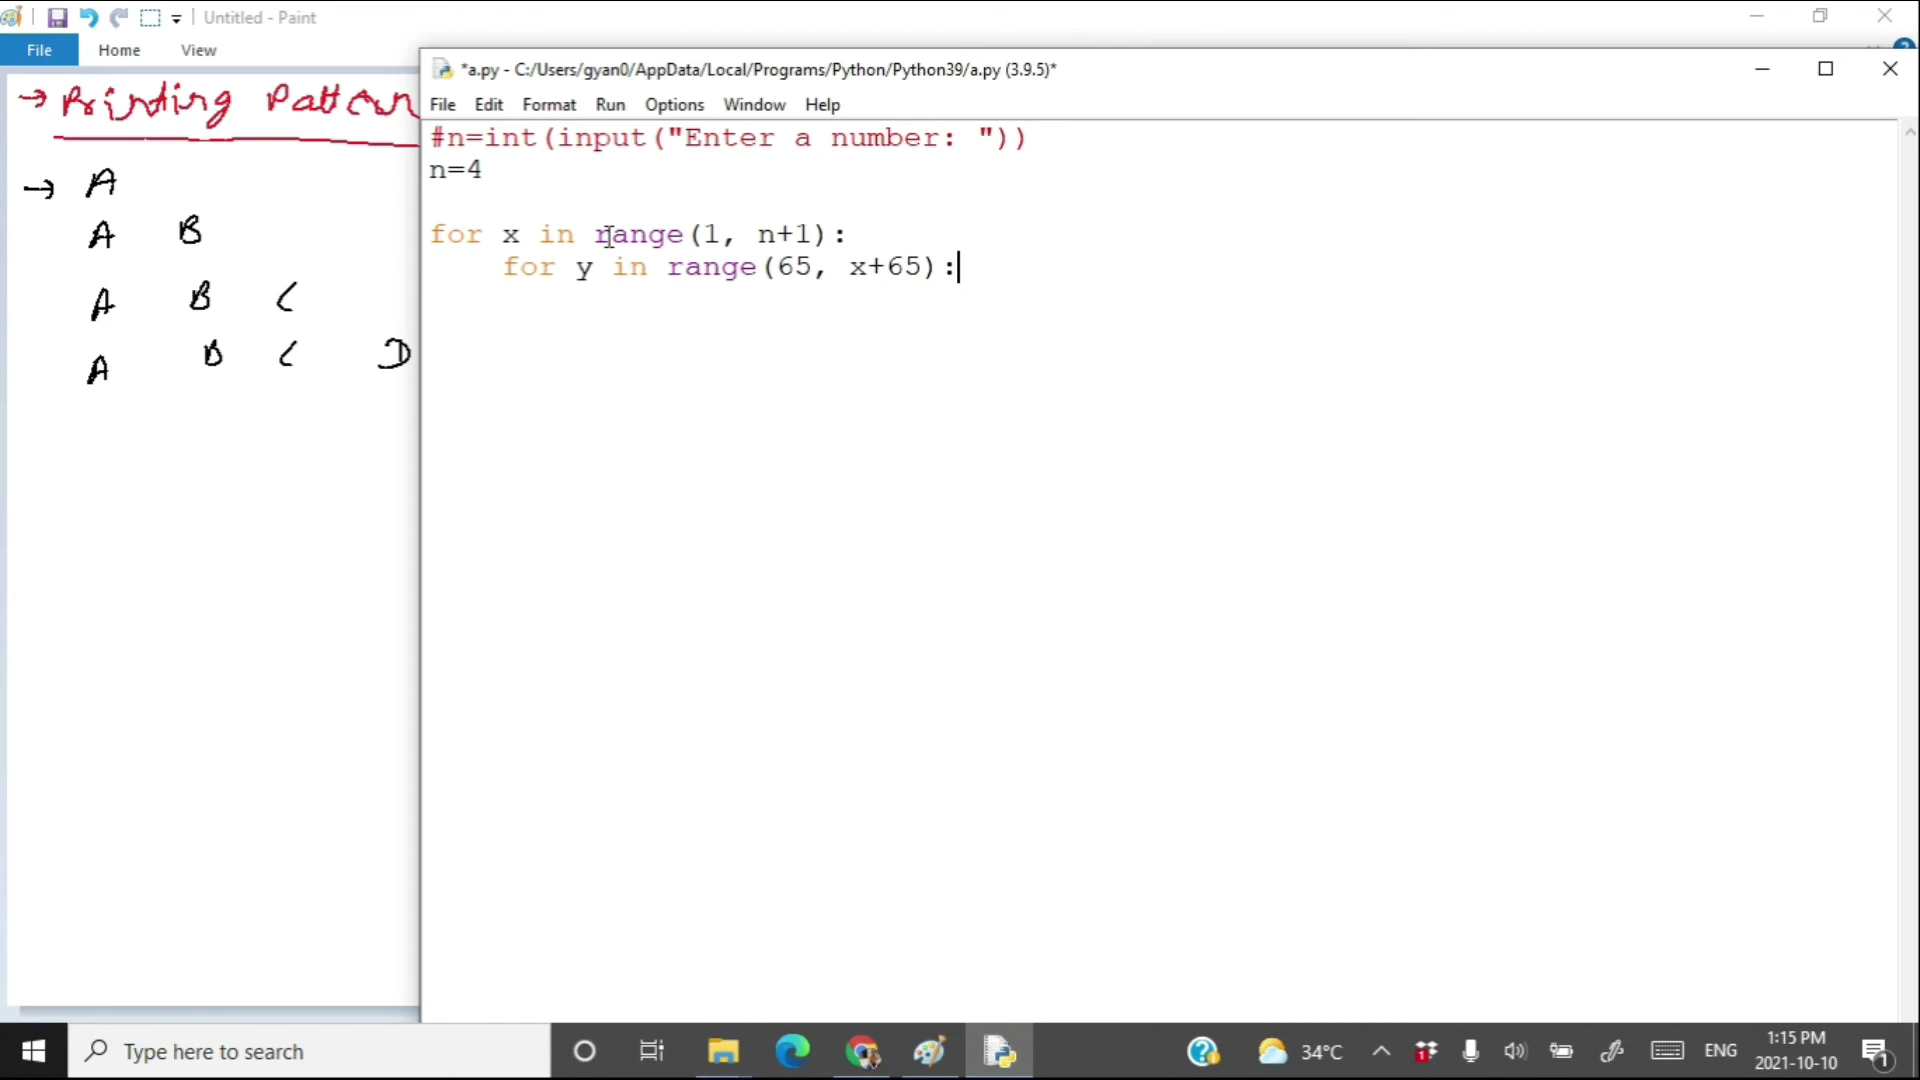 Untitled - Paint
File Home View
→ Printing Pattern
→ A
A B
A B C
A B C D
*a.py - C:/Users/gyan0/AppData/Local/Programs/Python/Python39/a.py (3.9.5)*
File Edit Format Run Options Window Help
#n=int(input("Enter a number: "))
n=4
for x in range(1, n+1):
    for y in range(65, x+65):
Type here to search
1
34°C
ENG
1:15 PM
2021-10-10
1